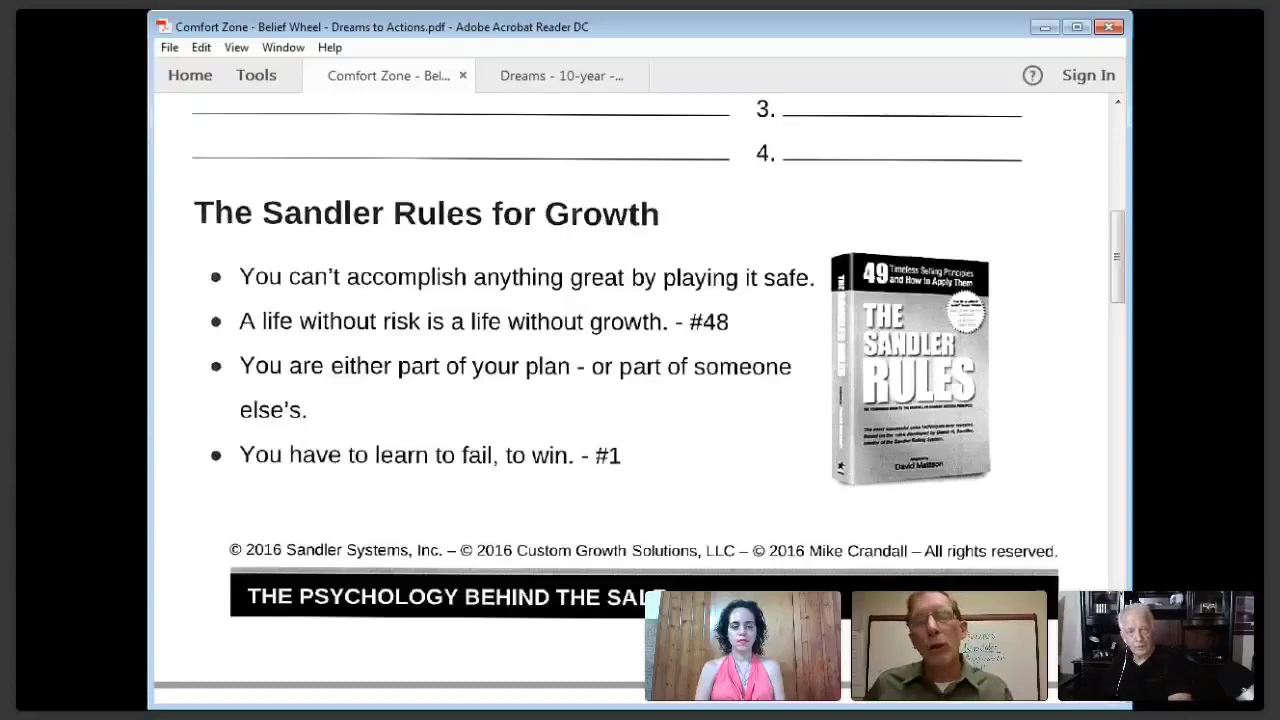 Comfort Zone - Belief Wheel - Dreams to Actions.pdf - Adobe Acrobat Reader DC
File Edit View Window Help
Home Tools Comfort Zone - Bel... × Dreams - 10-year -... ? Sign In
3.
4.
The Sandler Rules for Growth
• You can't accomplish anything great by playing it safe.
• A life without risk is a life without growth. - #48
• You are either part of your plan - or part of someone
else's.
• You have to learn to fail, to win. - #1
49 Timeless Selling Principles
and How to Apply Them
THE
SANDLER
RULES
David Mattson
© 2016 Sandler Systems, Inc. – © 2016 Custom Growth Solutions, LLC – © 2016 Mike Crandall – All rights reserved.
THE PSYCHOLOGY BEHIND THE SAL